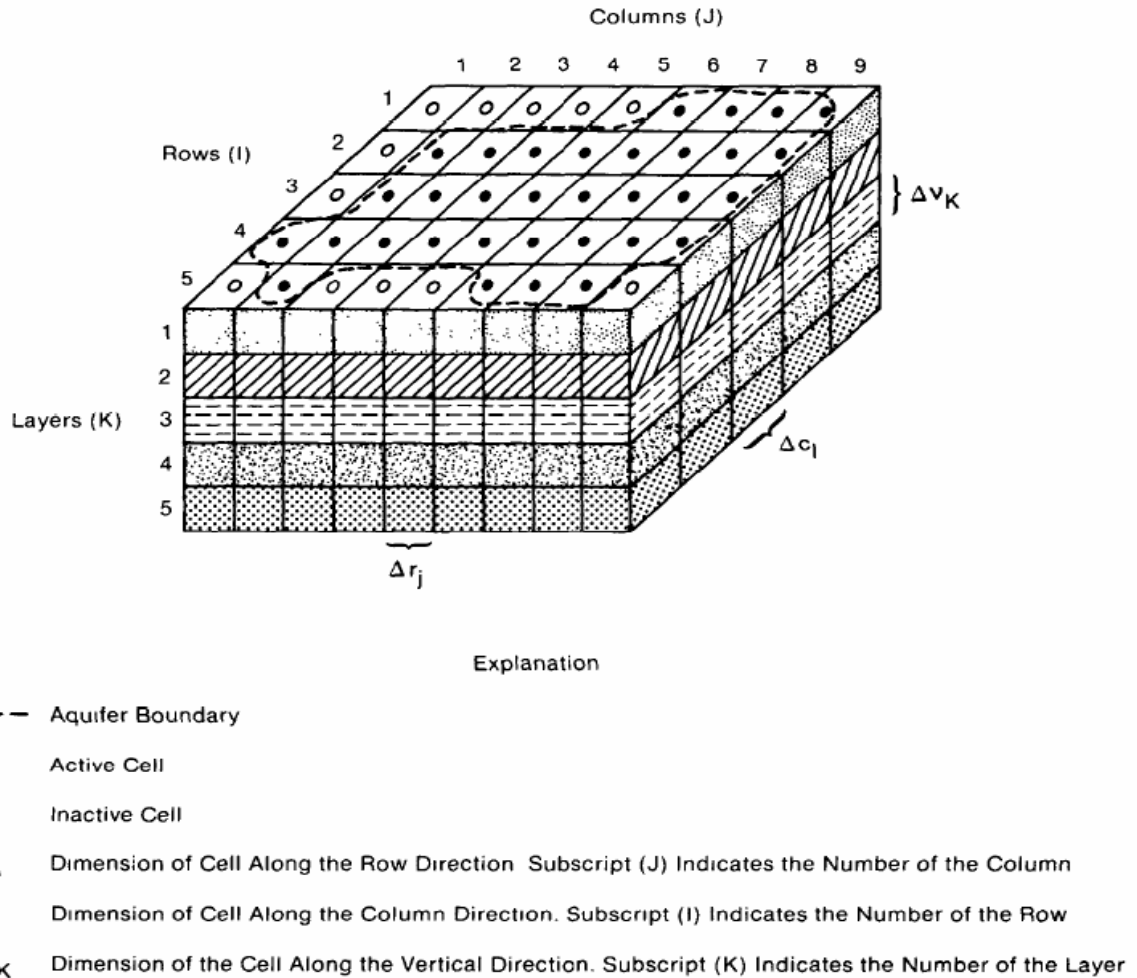 Columns (J)
1 2 3 4 5 6 7 8 9
1
2
Rows (I)
3
4
5
ΔvK
1
2
Layers (K) 3
4
5
ΔcI
Δrj
Explanation
Aquifer Boundary
Active Cell
Inactive Cell
Dimension of Cell Along the Row Direction Subscript (J) Indicates the Number of the Column
Dimension of Cell Along the Column Direction. Subscript (I) Indicates the Number of the Row
K Dimension of the Cell Along the Vertical Direction. Subscript (K) Indicates the Number of the Layer